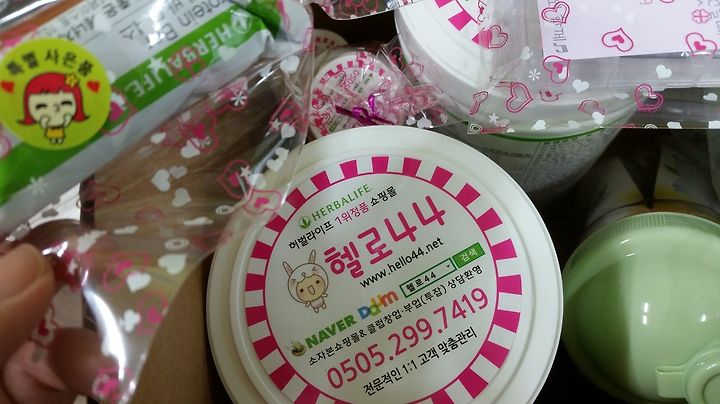 특별 사은품
HERBALIFE
HERBALIFE.
허벌라이프 1위정품 쇼핑몰
헬로44
www.hello44.net
NAVER Daum 헬로44 검색
소자본쇼핑몰& 클럽창업·부업(투잡) 상담환영
0505.299.7419
전문적인 1:1 고객 맞춤관리